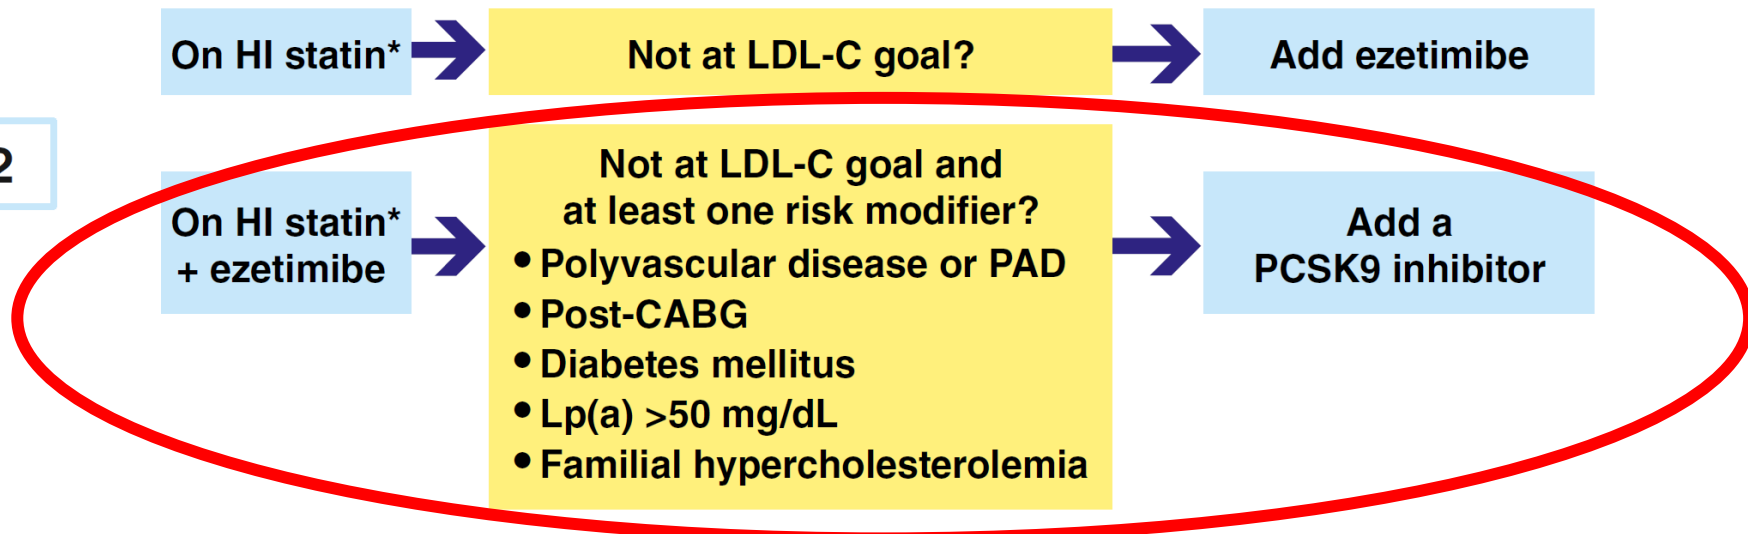 On HI statin*
Not at LDL-C goal?
Add ezetimibe
2
On HI statin*
+ ezetimibe
Not at LDL-C goal and
at least one risk modifier?
• Polyvascular disease or PAD
• Post-CABG
• Diabetes mellitus
• Lp(a) >50 mg/dL
• Familial hypercholesterolemia
Add a
PCSK9 inhibitor